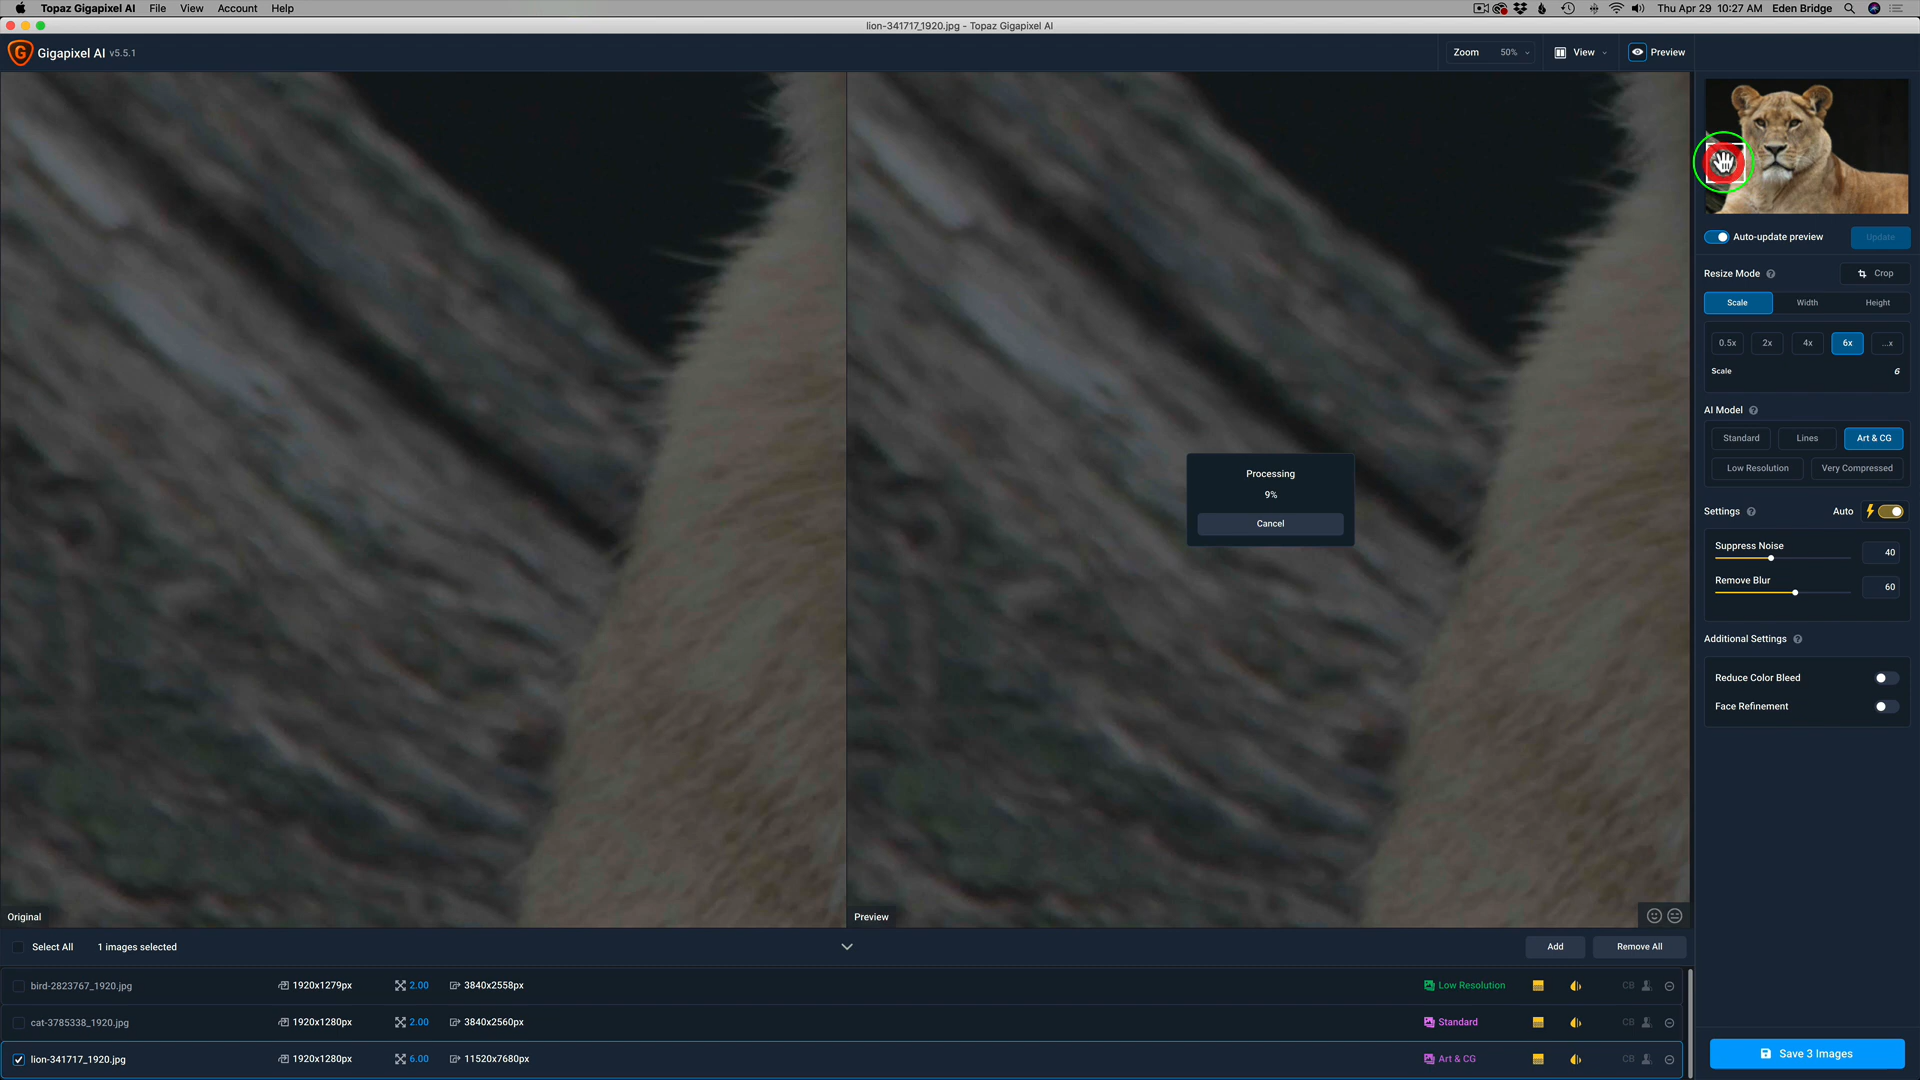 Topaz Gigapixel AI File View Account Help Thu Apr 29 10:27 AM Eden Bridge
lion-341717_1920.jpg - Topaz Gigapixel AI
G Gigapixel AI v5.5.1 Zoom 50% View Preview
Auto-update preview Update
Resize Mode ? Crop
Scale Width Height
0.5x 2x 4x 6x ...x
Scale 6
AI Model ?
Standard Lines Art & CG
Low Resolution Very Compressed
Settings ? Auto
Suppress Noise 40
Remove Blur 60
Additional Settings ?
Reduce Color Bleed
Face Refinement
Processing
9%
Cancel
Original Preview
Select All 1 images selected Add Remove All
bird-2823767_1920.jpg 1920x1279px 2.00 3840x2558px Low Resolution CB
cat-3785338_1920.jpg 1920x1280px 2.00 3840x2560px Standard CB
lion-341717_1920.jpg 1920x1280px 6.00 11520x7680px Art & CG CB
Save 3 Images